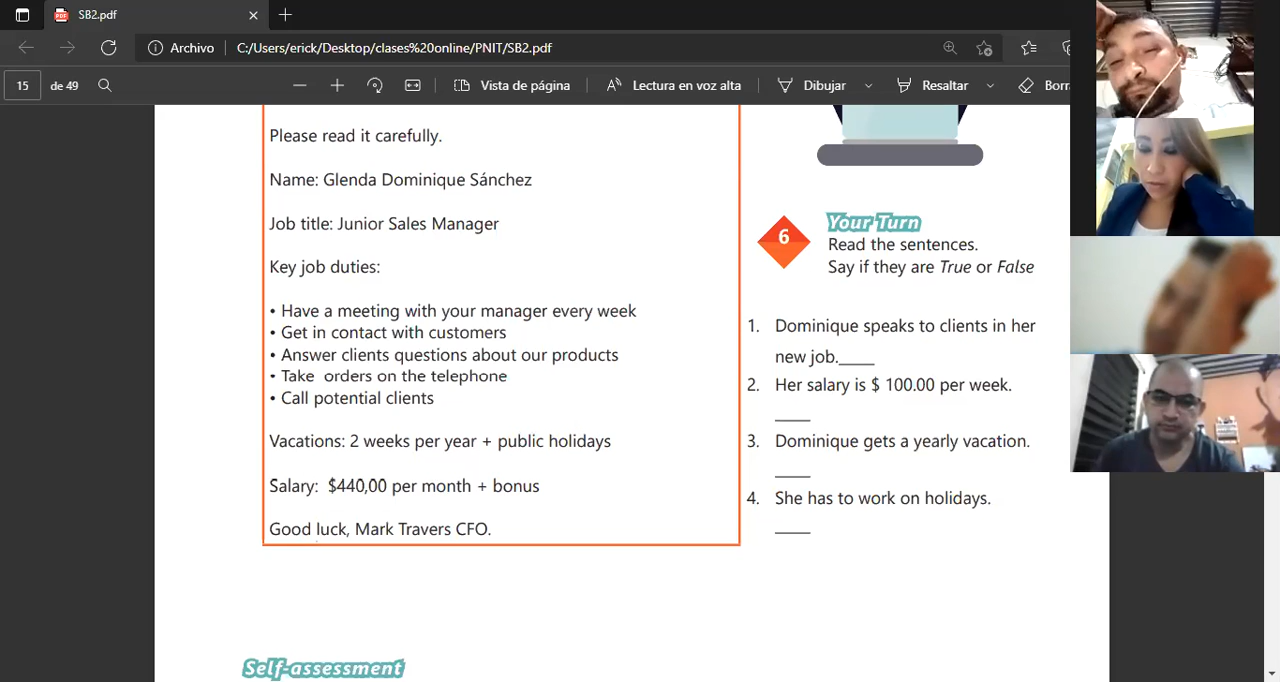 SB2.pdf
Archivo C:/Users/erick/Desktop/clases%20online/PNIT/SB2.pdf
15 de 49 Vista de página Lectura en voz alta Dibujar Resaltar
Please read it carefully.
Name: Glenda Dominique Sánchez
Job title: Junior Sales Manager
Key job duties:
• Have a meeting with your manager every week
• Get in contact with customers
• Answer clients questions about our products
• Take orders on the telephone
• Call potential clients
Vacations: 2 weeks per year + public holidays
Salary: $440,00 per month + bonus
Good luck, Mark Travers CFO.
6 Your Turn
Read the sentences.
Say if they are True or False
1. Dominique speaks to clients in her
new job.____
2. Her salary is $ 100.00 per week.
____
3. Dominique gets a yearly vacation.
____
4. She has to work on holidays.
____
Self-assessment